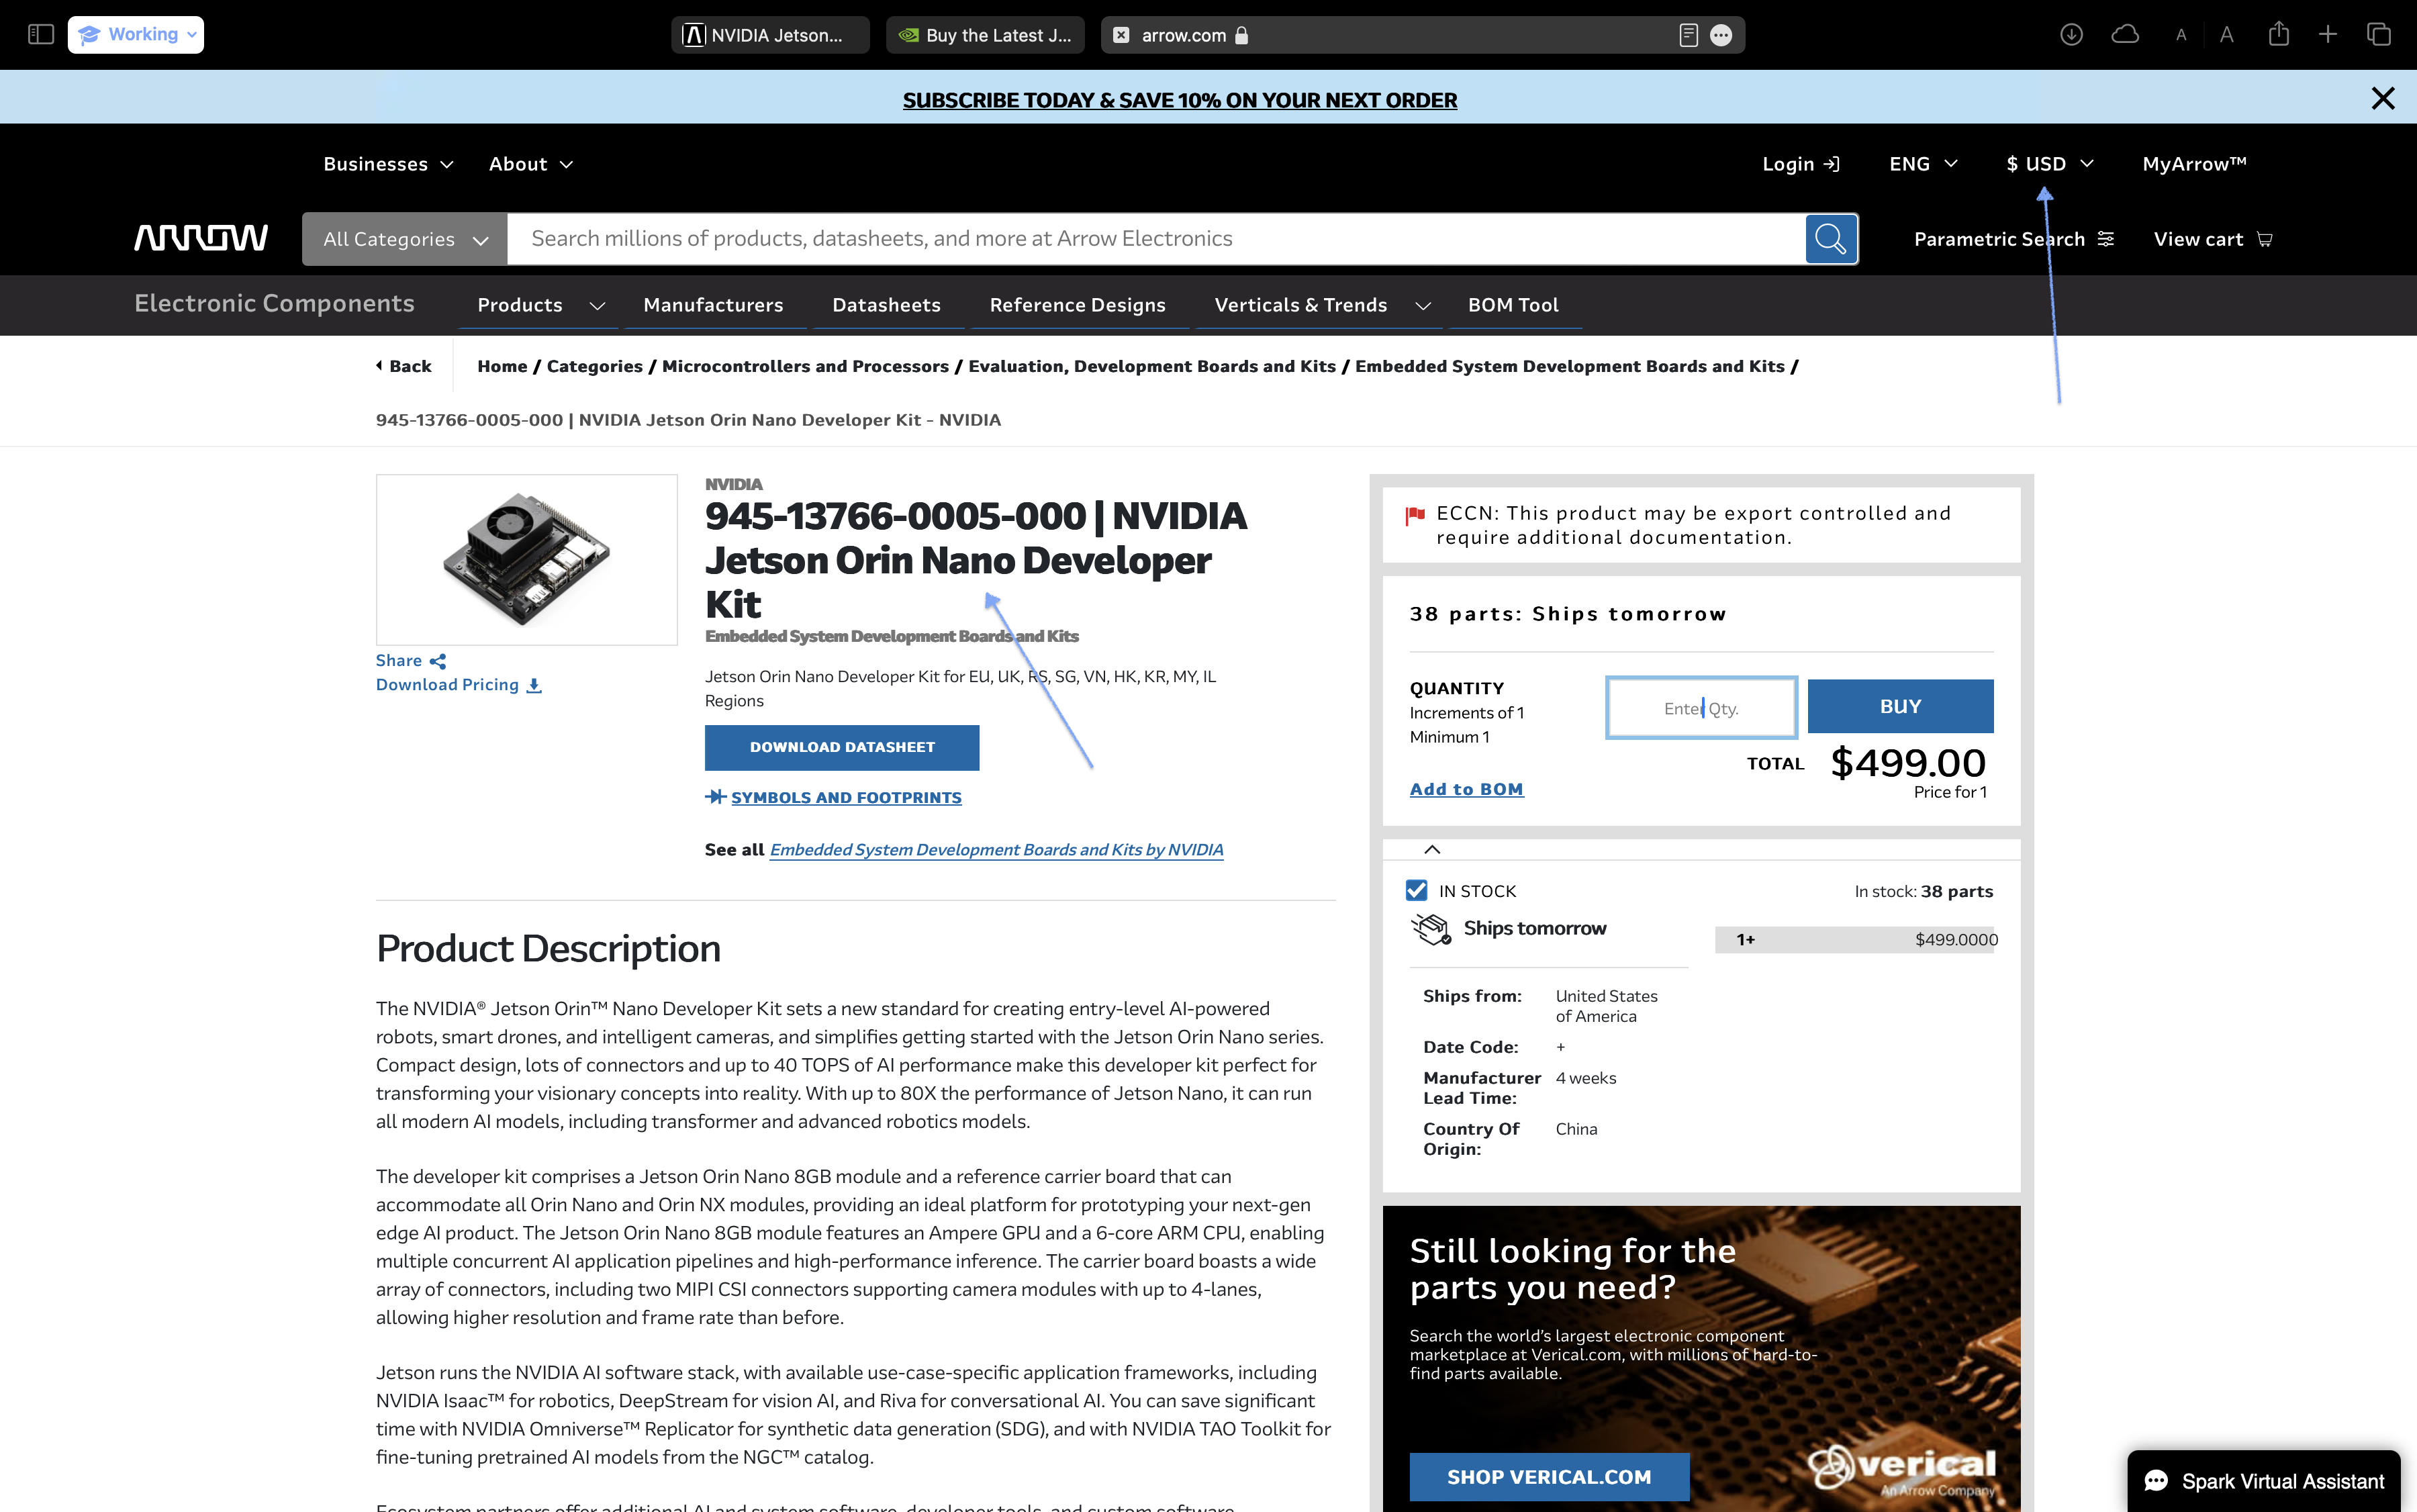 Working
NVIDIA Jetson...
Buy the Latest J...
arrow.com
A A
SUBSCRIBE TODAY & SAVE 10% ON YOUR NEXT ORDER
Businesses
About
Login
ENG
$ USD
MyArrow™
ARROW
All Categories
Search millions of products, datasheets, and more at Arrow Electronics
Parametric Search
View cart
Electronic Components
Products
Manufacturers
Datasheets
Reference Designs
Verticals & Trends
BOM Tool
Back
Home / Categories / Microcontrollers and Processors / Evaluation, Development Boards and Kits / Embedded System Development Boards and Kits /
945-13766-0005-000 | NVIDIA Jetson Orin Nano Developer Kit - NVIDIA
Share
Download Pricing
NVIDIA
945-13766-0005-000 | NVIDIA
Jetson Orin Nano Developer
Kit
Embedded System Development Boards and Kits
Jetson Orin Nano Developer Kit for EU, UK, RS, SG, VN, HK, KR, MY, IL
Regions
DOWNLOAD DATASHEET
SYMBOLS AND FOOTPRINTS
See all Embedded System Development Boards and Kits by NVIDIA
Product Description
The NVIDIA® Jetson Orin™ Nano Developer Kit sets a new standard for creating entry-level AI-powered
robots, smart drones, and intelligent cameras, and simplifies getting started with the Jetson Orin Nano series.
Compact design, lots of connectors and up to 40 TOPS of AI performance make this developer kit perfect for
transforming your visionary concepts into reality. With up to 80X the performance of Jetson Nano, it can run
all modern AI models, including transformer and advanced robotics models.
The developer kit comprises a Jetson Orin Nano 8GB module and a reference carrier board that can
accommodate all Orin Nano and Orin NX modules, providing an ideal platform for prototyping your next-gen
edge AI product. The Jetson Orin Nano 8GB module features an Ampere GPU and a 6-core ARM CPU, enabling
multiple concurrent AI application pipelines and high-performance inference. The carrier board boasts a wide
array of connectors, including two MIPI CSI connectors supporting camera modules with up to 4-lanes,
allowing higher resolution and frame rate than before.
Jetson runs the NVIDIA AI software stack, with available use-case-specific application frameworks, including
NVIDIA Isaac™ for robotics, DeepStream for vision AI, and Riva for conversational AI. You can save significant
time with NVIDIA Omniverse™ Replicator for synthetic data generation (SDG), and with NVIDIA TAO Toolkit for
fine-tuning pretrained AI models from the NGC™ catalog.
Ecosystem partners offer additional AI and system software, developer tools, and custom software
ECCN: This product may be export controlled and
require additional documentation.
38 parts: Ships tomorrow
QUANTITY
Increments of 1
Minimum 1
Enter Qty.
BUY
TOTAL $499.00
Price for 1
Add to BOM
IN STOCK
In stock: 38 parts
Ships tomorrow
1+ $499.0000
Ships from: United States
of America
Date Code: +
Manufacturer 4 weeks
Lead Time:
Country Of China
Origin:
Still looking for the
parts you need?
Search the world's largest electronic component
marketplace at Verical.com, with millions of hard-to-
find parts available.
SHOP VERICAL.COM
verical
An Arrow Company
Spark Virtual Assistant